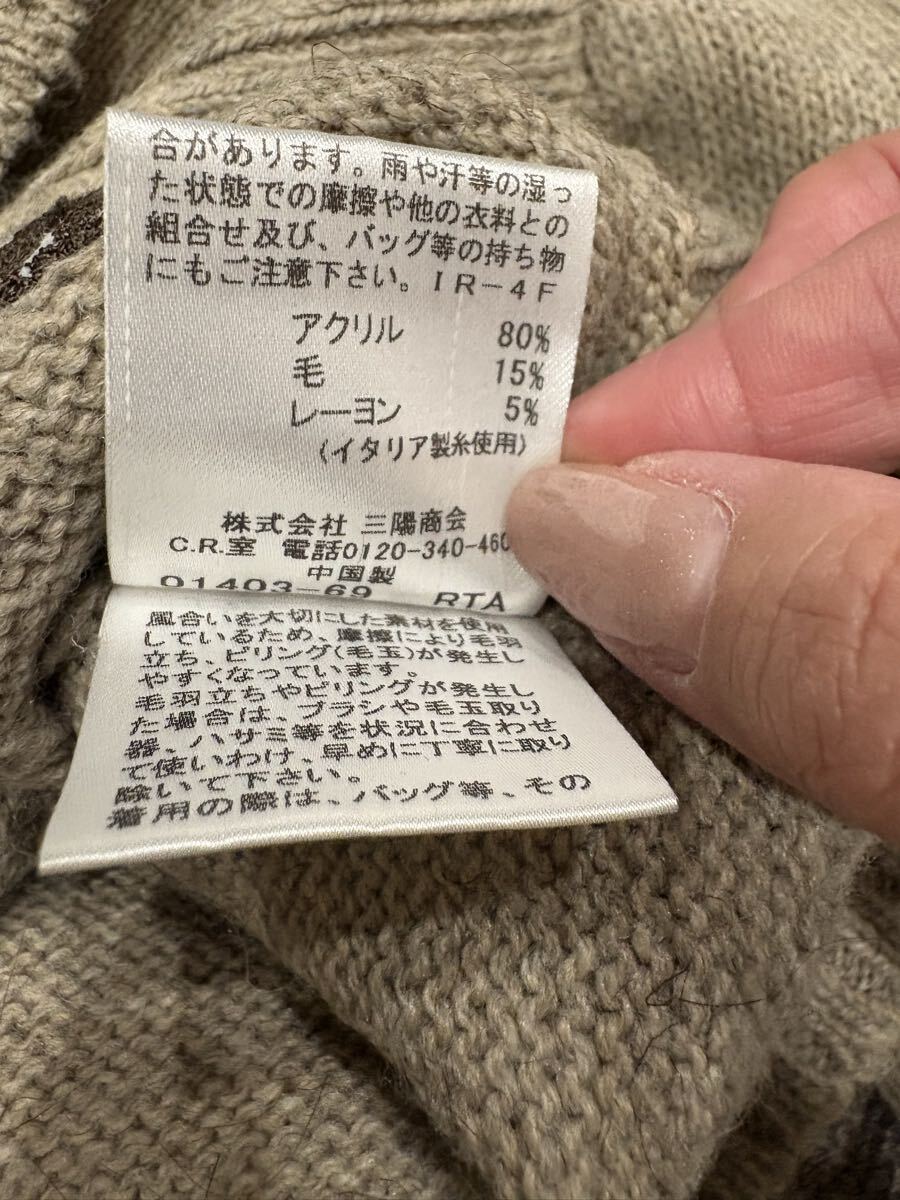 合があります。雨や汗等の湿っ
た状態での摩擦や他の衣料との
組合せ及び、バッグ等の持ち物
にもご注意下さい。IR-4F
アクリル 80%
毛 15%
レーヨン 5%
(イタリア製糸使用)
株式会社 三陽商会
C.R.室 電話0120-340-460
中国製
01493-69 RTA
風合いを大切にした素材を使用
しているため、摩擦により毛羽
立ち、ピリング(毛玉)が発生し
やすくなっています。
毛羽立ちやピリングが発生し
た場合は、ブラシや毛玉取り
器、ハサミ等を状況に合わせ
て使いわけ、早めに丁寧に取り
除いて下さい。
着用の際は、バッグ等、その